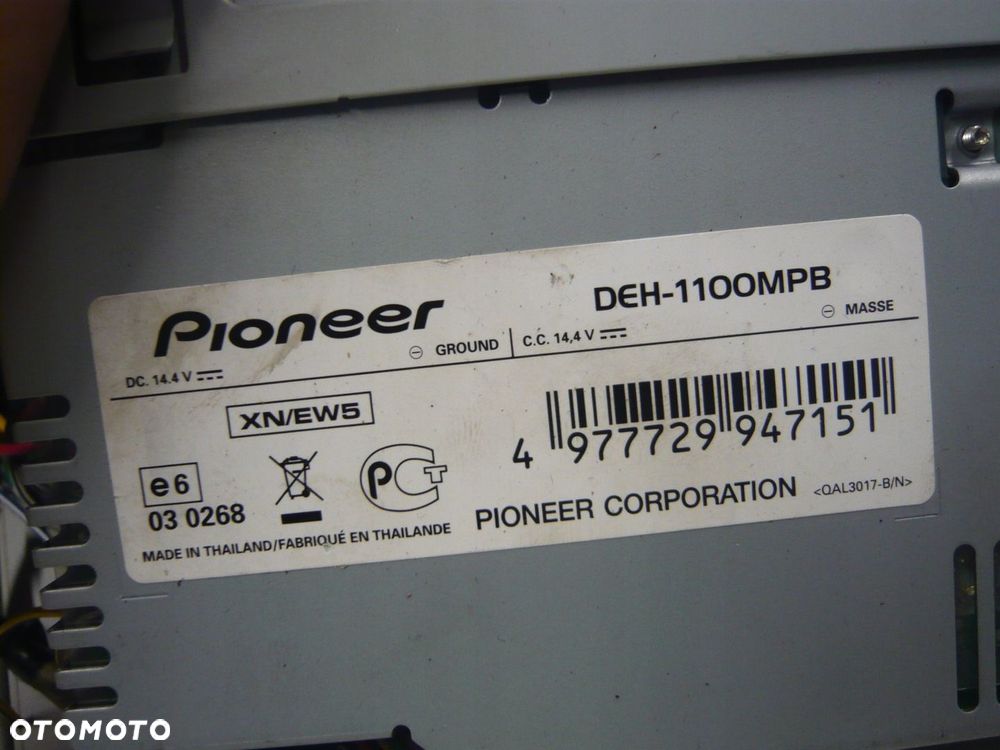 Pioneer
DEH-1100MPB
DC. 14.4 V ⎓ ⊖ GROUND | C.C. 14,4 V ⎓ ⊖ MASSE
XN/EW5
4 977729 947151
e6
03 0268
PCT
PIONEER CORPORATION <QAL3017-B/N>
MADE IN THAILAND/FABRIQUÉ EN THAILANDE
OTOMOTO